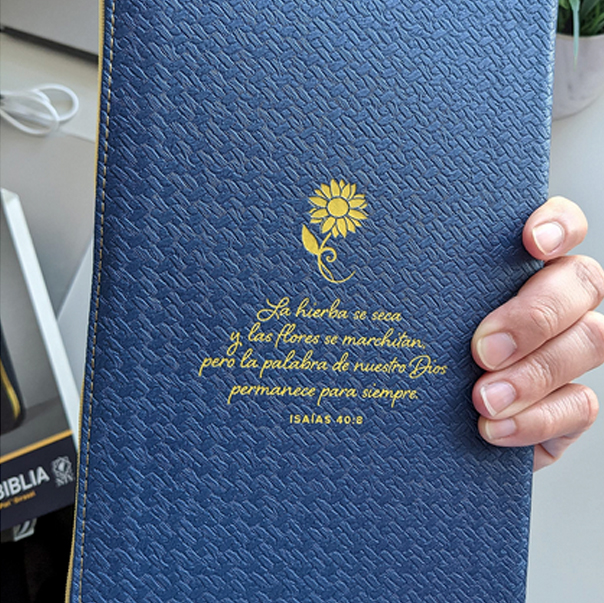 La hierba se seca
y, las flores se marchitan,
pero la palabra de nuestro Dios
permanece para siempre.
ISAÍAS 40:8
BIBLIA